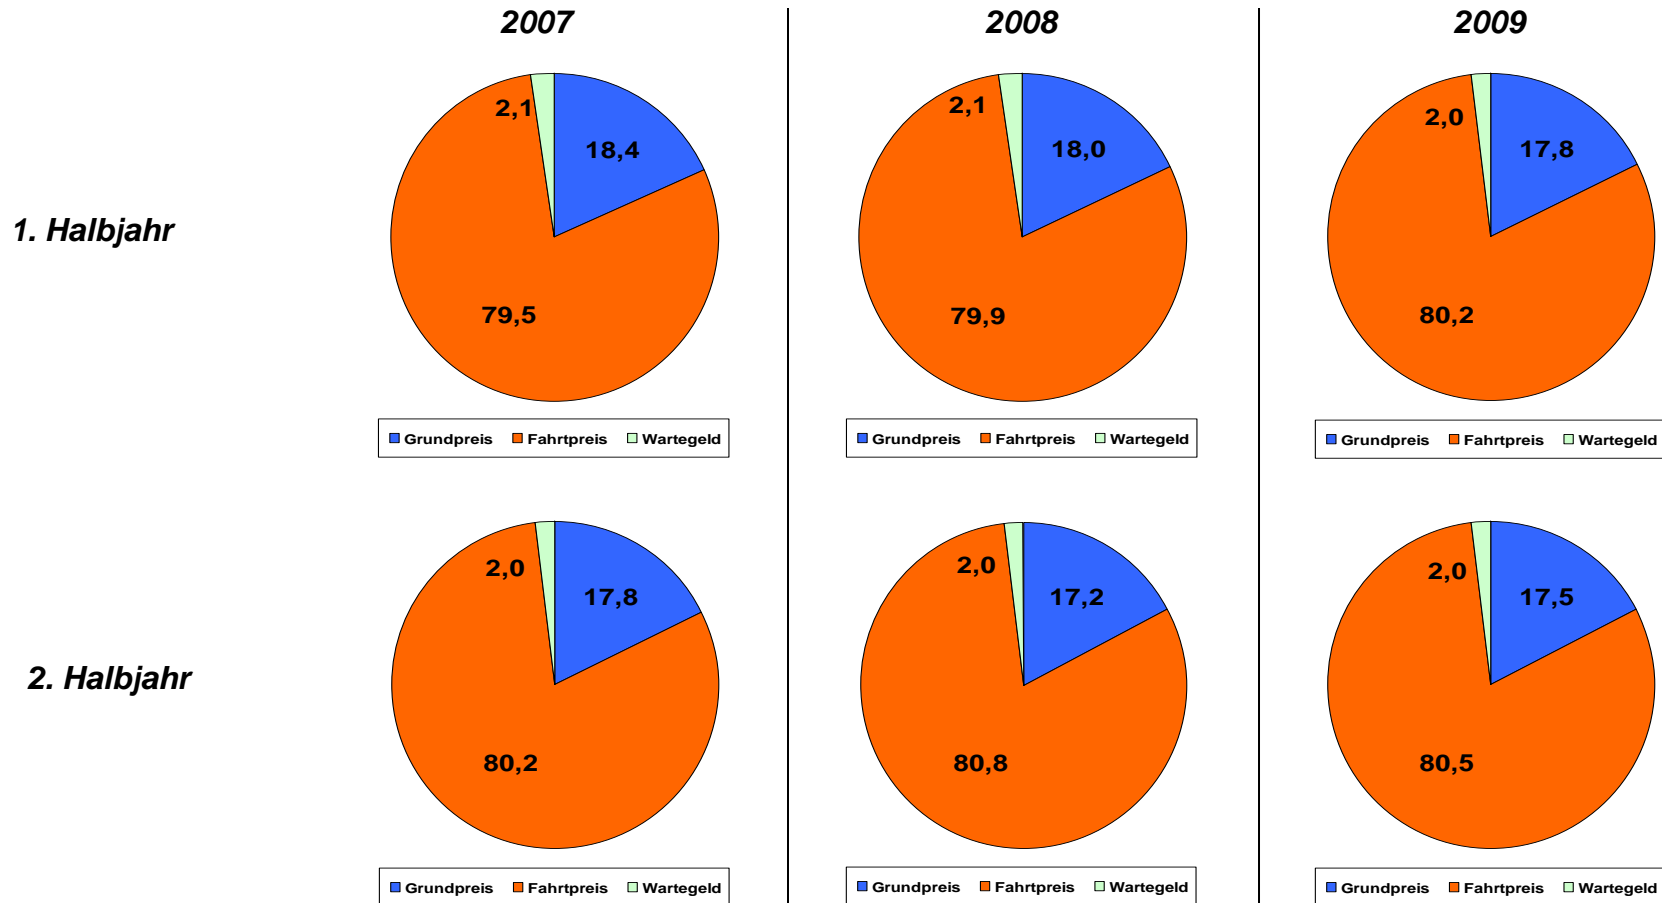 2007 2008 2009
2,1 18,4 2,1 18,0 2,0 17,8
1. Halbjahr
79,5 79,9 80,2
Grundpreis Fahrtpreis Wartegeld Grundpreis Fahrtpreis Wartegeld Grundpreis Fahrtpreis Wartegeld
2,0 17,8 2,0 17,2 2,0 17,5
2. Halbjahr
80,2 80,8 80,5
Grundpreis Fahrtpreis Wartegeld Grundpreis Fahrtpreis Wartegeld Grundpreis Fahrtpreis Wartegeld